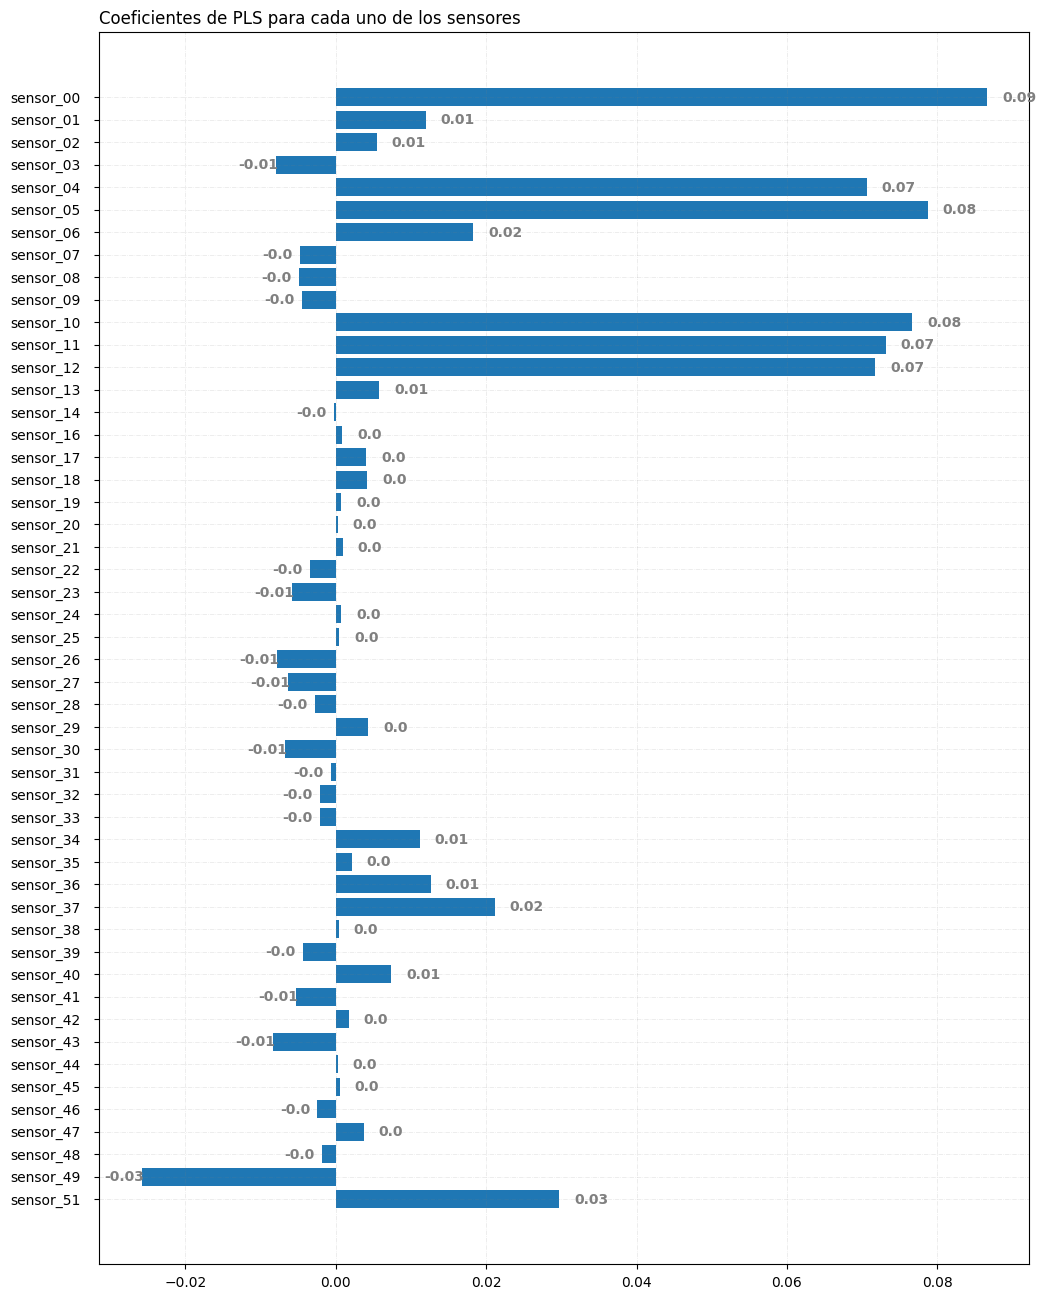 Coeficientes de PLS para cada uno de los sensores
sensor_00 0.09
sensor_01 0.01
sensor_02 0.01
sensor_03 -0.01
sensor_04 0.07
sensor_05 0.08
sensor_06 0.02
sensor_07 -0.0
sensor_08 -0.0
sensor_09 -0.0
sensor_10 0.08
sensor_11 0.07
sensor_12 0.07
sensor_13 0.01
sensor_14 -0.0
sensor_16 0.0
sensor_17 0.0
sensor_18 0.0
sensor_19 0.0
sensor_20 0.0
sensor_21 0.0
sensor_22 -0.0
sensor_23 -0.01
sensor_24 0.0
sensor_25 0.0
sensor_26 -0.01
sensor_27 -0.01
sensor_28 -0.0
sensor_29 0.0
sensor_30 -0.01
sensor_31 -0.0
sensor_32 -0.0
sensor_33 -0.0
sensor_34 0.01
sensor_35 0.0
sensor_36 0.01
sensor_37 0.02
sensor_38 0.0
sensor_39 -0.0
sensor_40 0.01
sensor_41 -0.01
sensor_42 0.0
sensor_43 -0.01
sensor_44 0.0
sensor_45 0.0
sensor_46 -0.0
sensor_47 0.0
sensor_48 -0.0
sensor_49 -0.03
sensor_51 0.03
−0.02 0.00 0.02 0.04 0.06 0.08